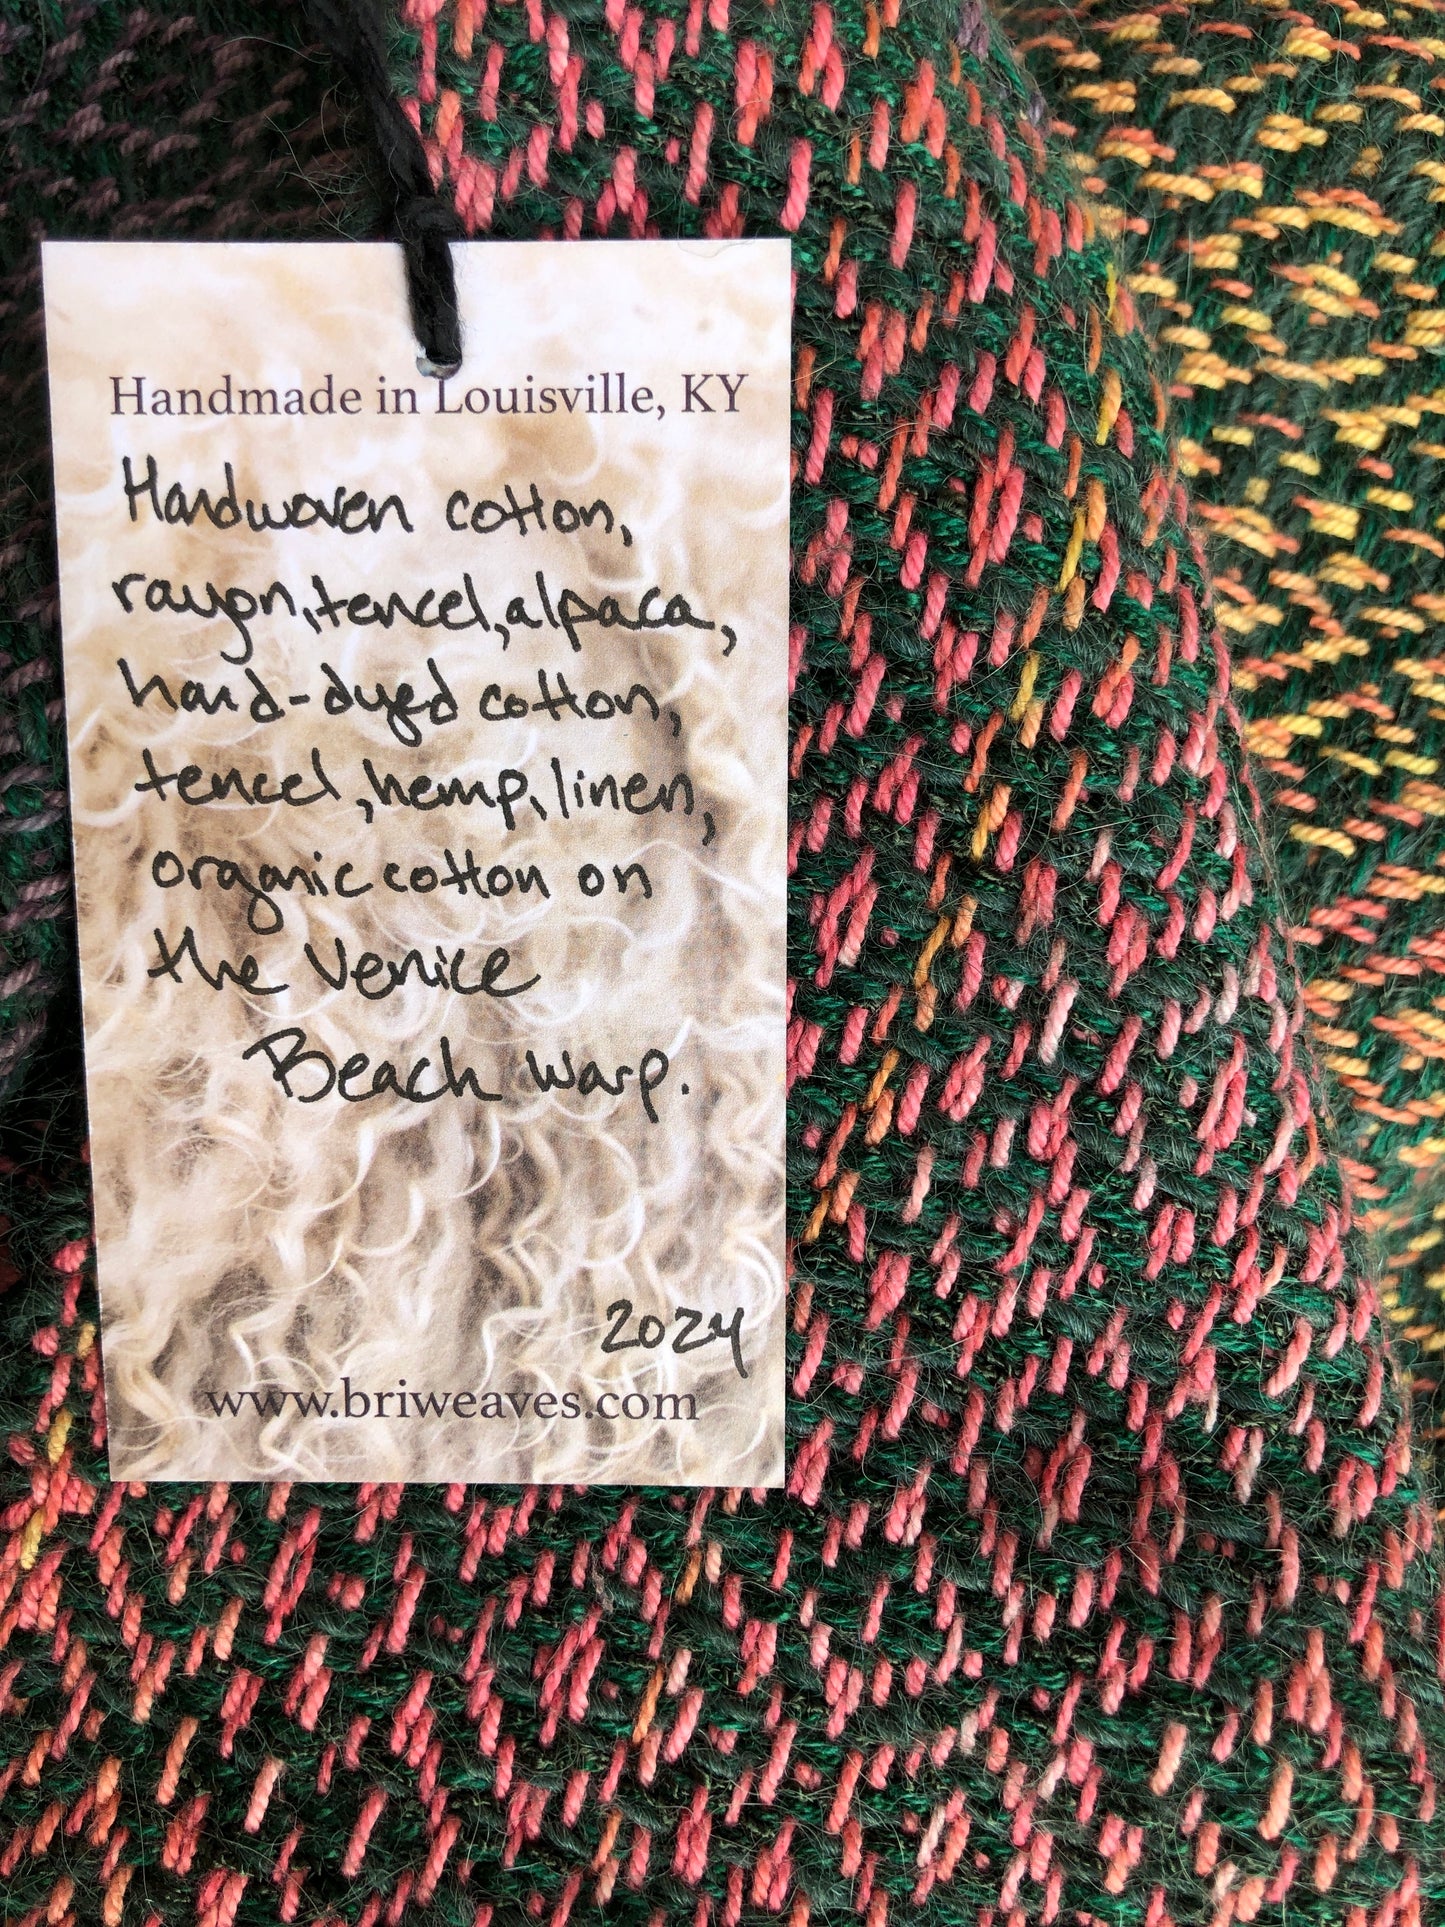 Handmade in Louisville, KY
Handwoven cotton,
rayon, tencel, alpaca,
hand-dyed cotton,
tencel, hemp, linen,
organic cotton on
the Venice
Beach warp.
2024
www.briweaves.com